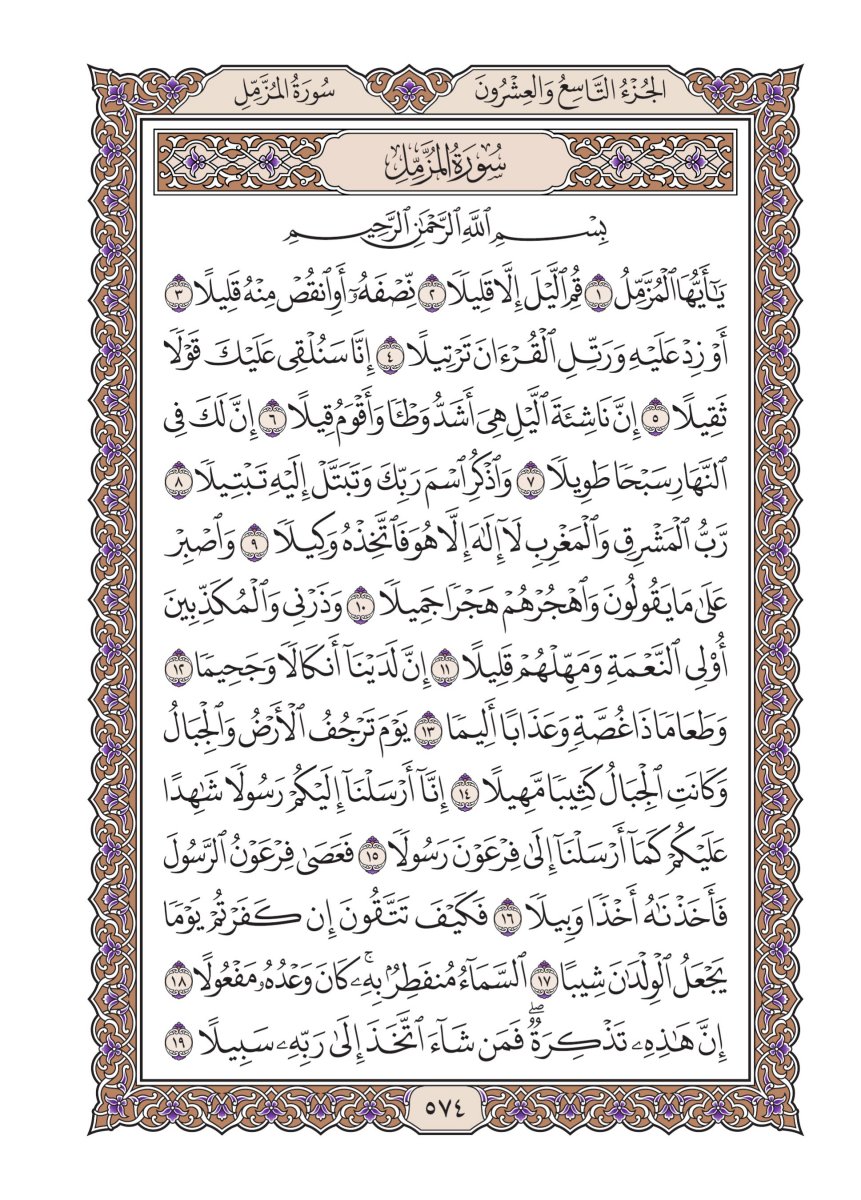 الجُزْءُ التَّاسِعُ وَالعِشْرُونَ
سُورَةُ المُزَّمِّل
سُورَةُ المُزَّمِّلِ
بِسْمِ ٱللَّهِ ٱلرَّحْمَٰنِ ٱلرَّحِيمِ
يَٰٓأَيُّهَا ٱلْمُزَّمِّلُ ١ قُمِ ٱلَّيْلَ إِلَّا قَلِيلًا ٢ نِّصْفَهُۥٓ أَوِ ٱنقُصْ مِنْهُ قَلِيلًا ٣
أَوْ زِدْ عَلَيْهِ وَرَتِّلِ ٱلْقُرْءَانَ تَرْتِيلًا ٤ إِنَّا سَنُلْقِى عَلَيْكَ قَوْلًا
ثَقِيلًا ٥ إِنَّ نَاشِئَةَ ٱلَّيْلِ هِىَ أَشَدُّ وَطْـًٔا وَأَقْوَمُ قِيلًا ٦ إِنَّ لَكَ فِى
ٱلنَّهَارِ سَبْحًا طَوِيلًا ٧ وَٱذْكُرِ ٱسْمَ رَبِّكَ وَتَبَتَّلْ إِلَيْهِ تَبْتِيلًا ٨
رَّبُّ ٱلْمَشْرِقِ وَٱلْمَغْرِبِ لَآ إِلَٰهَ إِلَّا هُوَ فَٱتَّخِذْهُ وَكِيلًا ٩ وَٱصْبِرْ
عَلَىٰ مَا يَقُولُونَ وَٱهْجُرْهُمْ هَجْرًا جَمِيلًا ١٠ وَذَرْنِى وَٱلْمُكَذِّبِينَ
أُو۟لِى ٱلنَّعْمَةِ وَمَهِّلْهُمْ قَلِيلًا ١١ إِنَّ لَدَيْنَآ أَنكَالًا وَجَحِيمًا ١٢
وَطَعَامًا ذَا غُصَّةٍ وَعَذَابًا أَلِيمًا ١٣ يَوْمَ تَرْجُفُ ٱلْأَرْضُ وَٱلْجِبَالُ
وَكَانَتِ ٱلْجِبَالُ كَثِيبًا مَّهِيلًا ١٤ إِنَّآ أَرْسَلْنَآ إِلَيْكُمْ رَسُولًا شَٰهِدًا
عَلَيْكُمْ كَمَآ أَرْسَلْنَآ إِلَىٰ فِرْعَوْنَ رَسُولًا ١٥ فَعَصَىٰ فِرْعَوْنُ ٱلرَّسُولَ
فَأَخَذْنَٰهُ أَخْذًا وَبِيلًا ١٦ فَكَيْفَ تَتَّقُونَ إِن كَفَرْتُمْ يَوْمًا
يَجْعَلُ ٱلْوِلْدَٰنَ شِيبًا ١٧ ٱلسَّمَآءُ مُنفَطِرٌۢ بِهِۦۚ كَانَ وَعْدُهُۥ مَفْعُولًا ١٨
إِنَّ هَٰذِهِۦ تَذْكِرَةٌۖ فَمَن شَآءَ ٱتَّخَذَ إِلَىٰ رَبِّهِۦ سَبِيلًا ١٩
٥٧٤